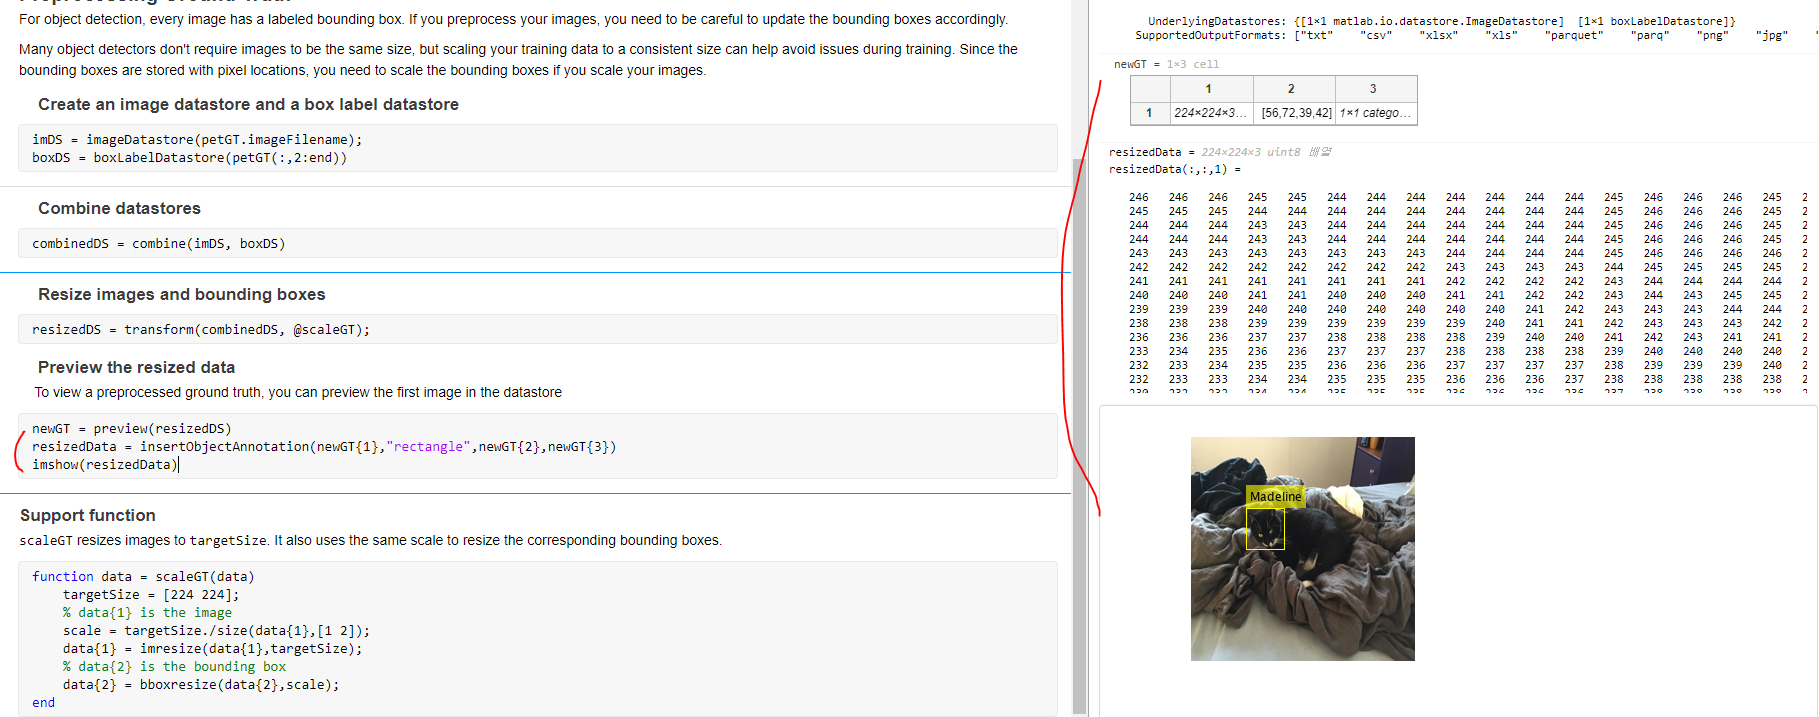 For object detection, every image has a labeled bounding box. If you preprocess your images, you need to be careful to update the bounding boxes accordingly.
Many object detectors don't require images to be the same size, but scaling your training data to a consistent size can help avoid issues during training. Since the
bounding boxes are stored with pixel locations, you need to scale the bounding boxes if you scale your images.
Create an image datastore and a box label datastore
imDS = imageDatastore(petGT.imageFilename);
boxDS = boxLabelDatastore(petGT(:,2:end))
Combine datastores
combinedDS = combine(imDS, boxDS)
Resize images and bounding boxes
resizedDS = transform(combinedDS, @scaleGT);
Preview the resized data
To view a preprocessed ground truth, you can preview the first image in the datastore
newGT = preview(resizedDS)
resizedData = insertObjectAnnotation(newGT{1},"rectangle",newGT{2},newGT{3})
imshow(resizedData)
Support function
scaleGT resizes images to targetSize. It also uses the same scale to resize the corresponding bounding boxes.
function data = scaleGT(data)
targetSize = [224 224];
% data{1} is the image
scale = targetSize./size(data{1},[1 2]);
data{1} = imresize(data{1},targetSize);
% data{2} is the bounding box
data{2} = bboxresize(data{2},scale);
end
UnderlyingDatastores: {[1×1 matlab.io.datastore.ImageDatastore] [1×1 boxLabelDatastore]}
SupportedOutputFormats: ["txt" "csv" "xlsx" "xls" "parquet" "parq" "png" "jpg" "
newGT = 1×3 cell
1 2 3
1 224×224×3... [56,72,39,42] 1×1 catego...
resizedData = 224×224×3 uint8 배열
resizedData(:,:,1) =
246 246 246 245 245 244 244 244 244 244 244 244 245 246 246 246 245 2
245 245 245 244 244 244 244 244 244 244 244 244 245 246 246 246 245 2
244 244 244 243 243 244 244 244 244 244 244 244 245 246 246 246 245 2
244 244 244 243 243 244 244 244 244 244 244 244 245 246 246 246 245 2
243 243 243 243 243 243 243 243 244 244 244 244 245 246 246 246 245 2
242 242 242 242 242 242 242 242 243 243 243 243 244 245 245 245 245 2
241 241 241 241 241 241 241 241 242 242 242 242 243 244 244 244 244 2
240 240 240 241 241 240 240 240 241 241 242 242 243 244 243 245 245 2
239 239 239 240 240 240 240 240 240 240 241 242 243 243 243 244 244 2
238 238 238 239 239 239 239 239 239 240 241 241 242 243 243 243 242 2
236 236 236 237 237 238 238 238 238 239 240 240 241 242 243 241 241 2
233 234 235 236 236 237 237 237 238 238 238 238 239 240 240 240 240 2
232 233 234 235 235 236 236 236 237 237 237 237 238 239 239 239 240 2
232 233 233 234 234 235 235 235 236 236 236 237 238 238 238 238 238 2
Madeline